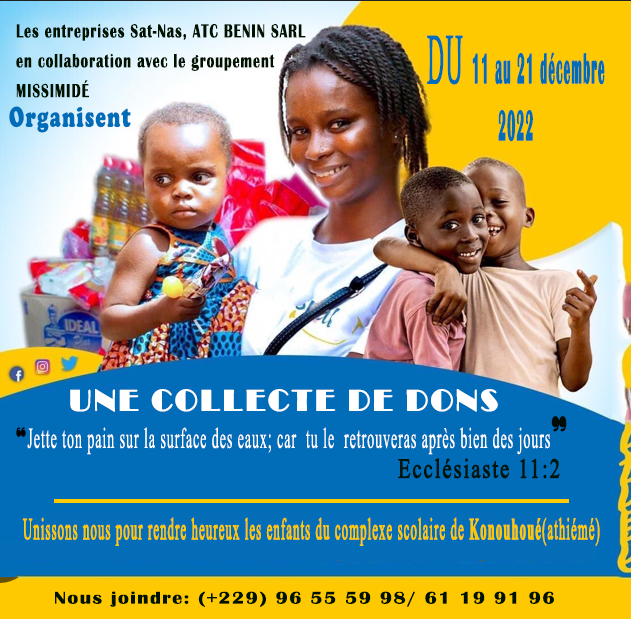 Les entreprises Sat-Nas, ATC BENIN SARL
en collaboration avec le groupement
MISSIMIDÉ
Organisent
DU 11 au 21 décembre
2022
IDEAL
UNE COLLECTE DE DONS
❝Jette ton pain sur la surface des eaux; car tu le retrouveras après bien des jours❞
Ecclésiaste 11:2
Unissons nous pour rendre heureux les enfants du complexe scolaire de Konouhoué(athiémé)
Nous joindre: (+229) 96 55 59 98/ 61 19 91 96